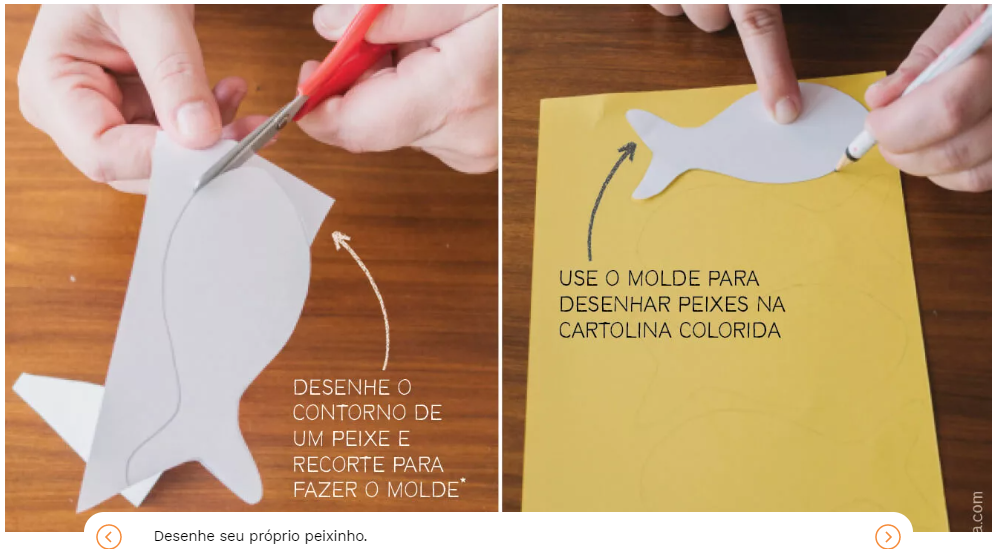 DESENHE O
CONTORNO DE
UM PEIXE E
RECORTE PARA
FAZER O MOLDE*
USE O MOLDE PARA
DESENHAR PEIXES NA
CARTOLINA COLORIDA
a.com
Desenhe seu próprio peixinho.